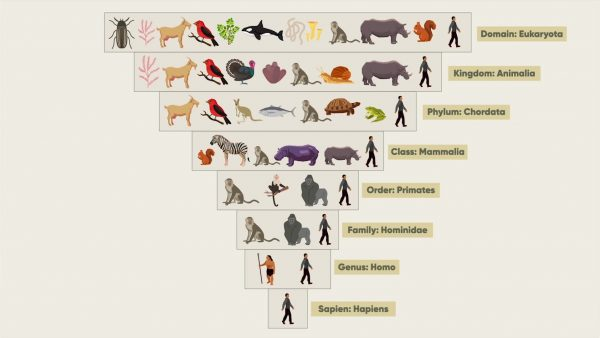 Domain: Eukaryota
Kingdom: Animalia
Phylum: Chordata
Class: Mammalia
Order: Primates
Family: Hominidae
Genus: Homo
Sapien: Hapiens